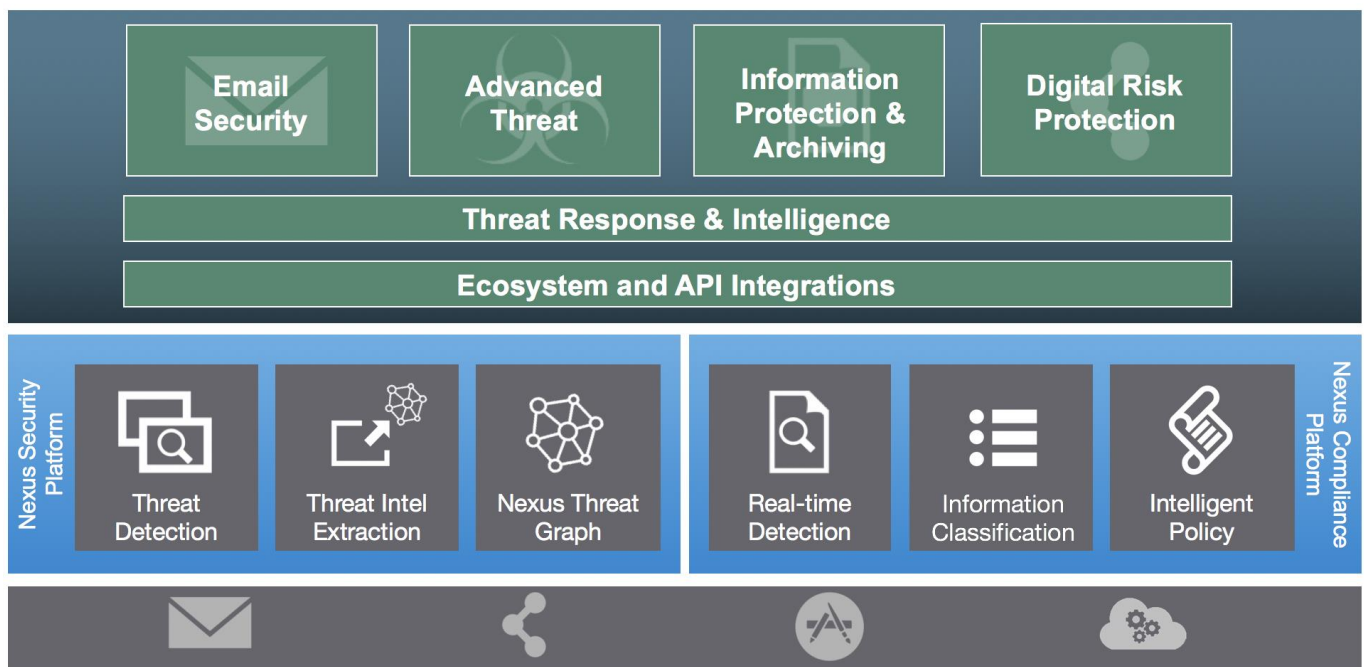 Email
Security
Advanced
Threat
Information
Protection &
Archiving
Digital Risk
Protection
Threat Response & Intelligence
Ecosystem and API Integrations
Nexus Security
Platform
Threat
Detection
Threat Intel
Extraction
Nexus Threat
Graph
Real-time
Detection
Information
Classification
Intelligent
Policy
Nexus Compliance
Platform